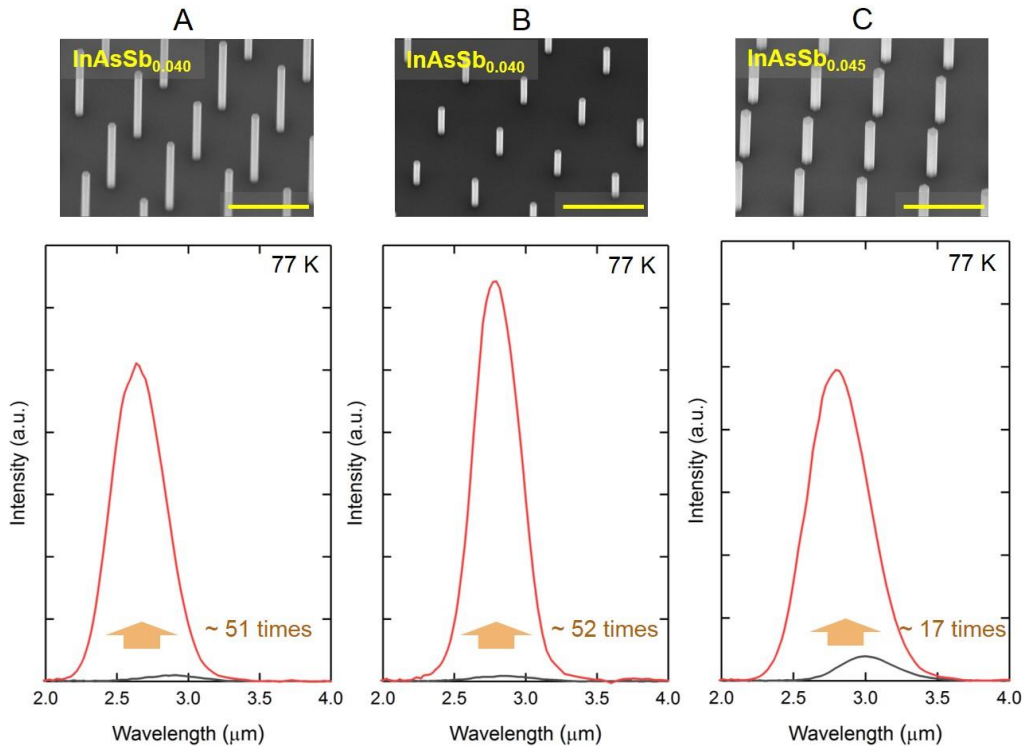 A
B
C
InAsSb0.040
InAsSb0.040
InAsSb0.045
77 K
77 K
77 K
Intensity (a.u.)
Intensity (a.u.)
Intensity (a.u.)
~ 51 times
~ 52 times
~ 17 times
2.0 2.5 3.0 3.5 4.0
2.0 2.5 3.0 3.5 4.0
2.0 2.5 3.0 3.5 4.0
Wavelength (μm)
Wavelength (μm)
Wavelength (μm)